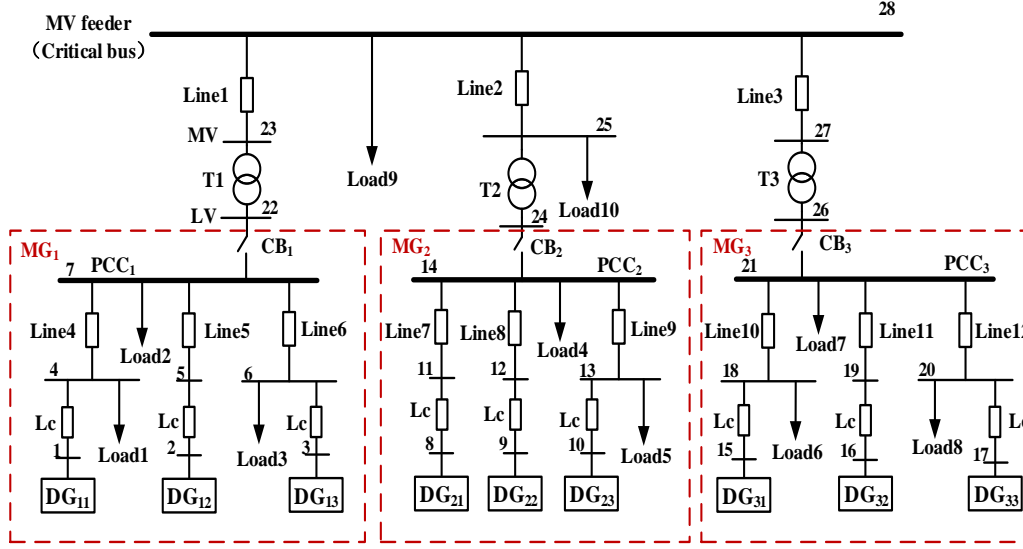 28
MV feeder
（Critical bus）
Line1
Line2
Line3
MV 23
25
27
T1
Load9
T2
Load10
T3
LV 22
24
26
MG₁
CB₁
MG₂
CB₂
MG₃
CB₃
7 PCC₁
14 PCC₂
21 PCC₃
Line4
Load2
Line5
Line6
Line7
Line8
Load4
Line9
Line10
Load7
Line11
4
5
6
11
12
13
18
19
20
Lc
Load1
Lc
Load3
Lc
Lc
Lc
Lc
Load5
Lc
Load6
Lc
Load8
1
2
3
8
9
10
15
16
17
DG₁₁
DG₁₂
DG₁₃
DG₂₁
DG₂₂
DG₂₃
DG₃₁
DG₃₂
DG₃₃